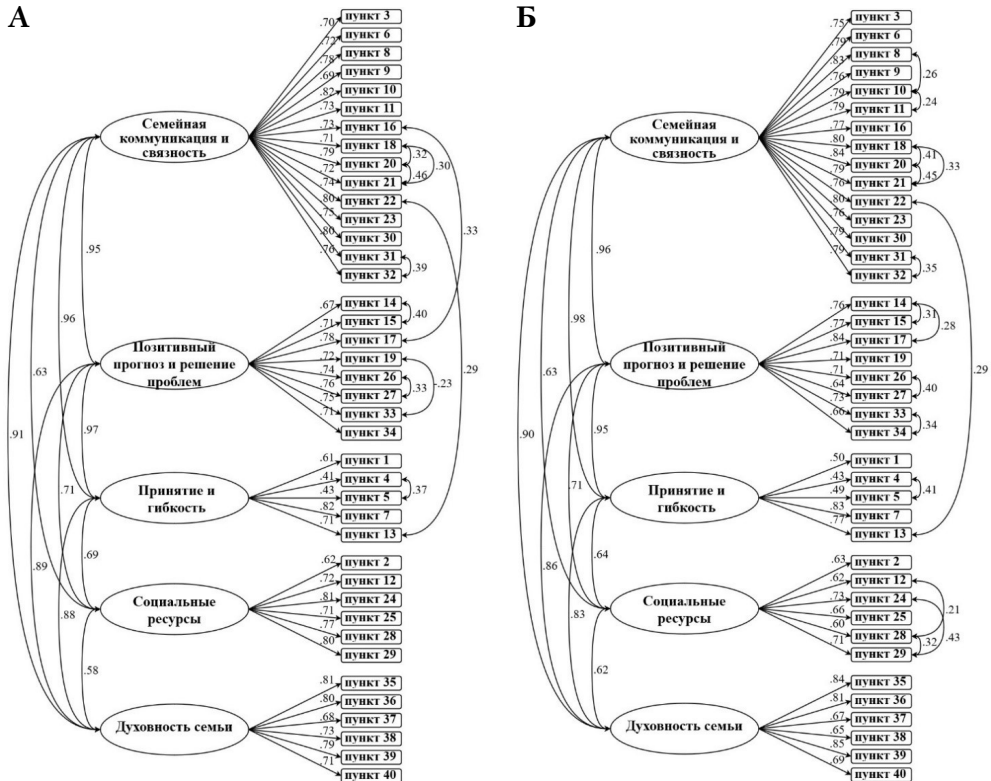 А
Семейная
коммуникация и
связность
Позитивный
прогноз и решение
проблем
Принятие и
гибкость
Социальные
ресурсы
Духовность семьи
.70
.72
.78
.69
.82
.73
.73
.71
.79
.72
.74
.80
.75
.80
.76
пункт 3
пункт 6
пункт 8
пункт 9
пункт 10
пункт 11
пункт 16
пункт 18
пункт 20
пункт 21
пункт 22
пункт 23
пункт 30
пункт 31
пункт 32
.32
.46
.30
.39
.33
.29
.67
.71
.78
.72
.74
.76
.75
.71
пункт 14
пункт 15
пункт 17
пункт 19
пункт 26
пункт 27
пункт 33
пункт 34
.40
.33
-.23
.61
.41
.43
.82
.71
пункт 1
пункт 4
пункт 5
пункт 7
пункт 13
.37
.62
.72
.81
.71
.77
.80
пункт 2
пункт 12
пункт 24
пункт 25
пункт 28
пункт 29
.81
.80
.68
.73
.79
.71
пункт 35
пункт 36
пункт 37
пункт 38
пункт 39
пункт 40
.95
.96
.63
.91
.97
.71
.89
.69
.88
.58
Б
Семейная
коммуникация и
связность
Позитивный
прогноз и решение
проблем
Принятие и
гибкость
Социальные
ресурсы
Духовность семьи
.75
.79
.83
.76
.79
.79
.77
.80
.84
.79
.76
.80
.76
.79
.79
пункт 3
пункт 6
пункт 8
пункт 9
пункт 10
пункт 11
пункт 16
пункт 18
пункт 20
пункт 21
пункт 22
пункт 23
пункт 30
пункт 31
пункт 32
.26
.24
.41
.45
.33
.35
.29
.76
.77
.84
.71
.71
.64
.73
.66
пункт 14
пункт 15
пункт 17
пункт 19
пункт 26
пункт 27
пункт 33
пункт 34
.31
.28
.40
.34
.50
.43
.49
.83
.77
пункт 1
пункт 4
пункт 5
пункт 7
пункт 13
.41
.63
.62
.73
.66
.60
.71
пункт 2
пункт 12
пункт 24
пункт 25
пункт 28
пункт 29
.21
.32
.43
.84
.81
.67
.65
.85
.69
пункт 35
пункт 36
пункт 37
пункт 38
пункт 39
пункт 40
.96
.98
.63
.90
.95
.71
.86
.64
.83
.62